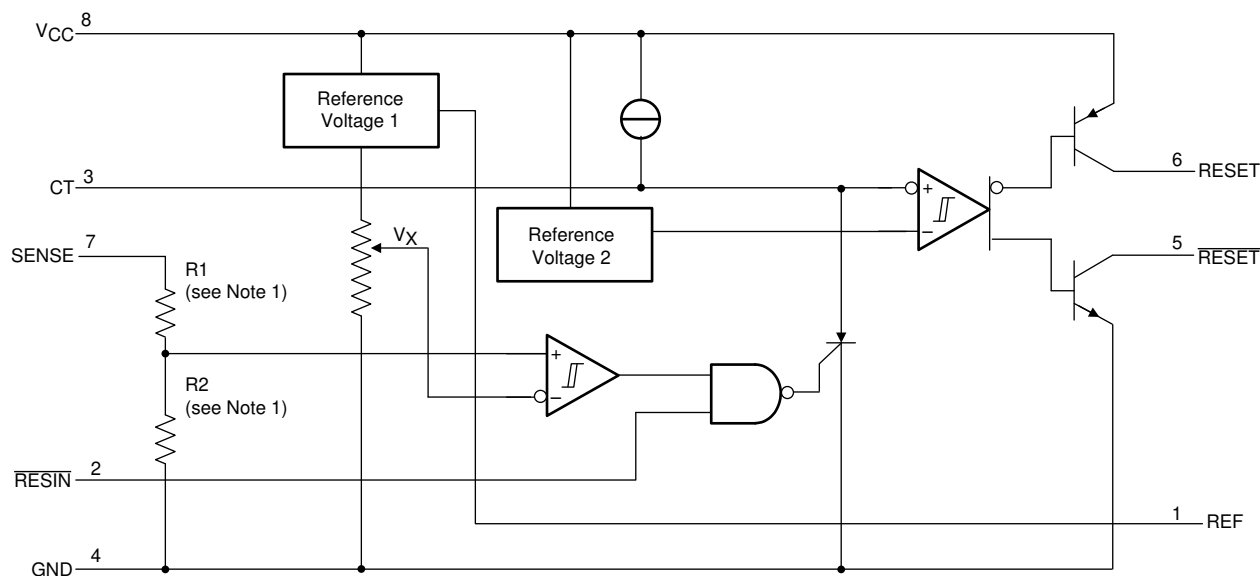 VCC 8
Reference
Voltage 1
CT 3
6 RESET
+
−
Reference
Voltage 2
VX
SENSE 7
5 RESET
R1
(see Note 1)
+
−
R2
(see Note 1)
RESIN 2
1 REF
GND 4